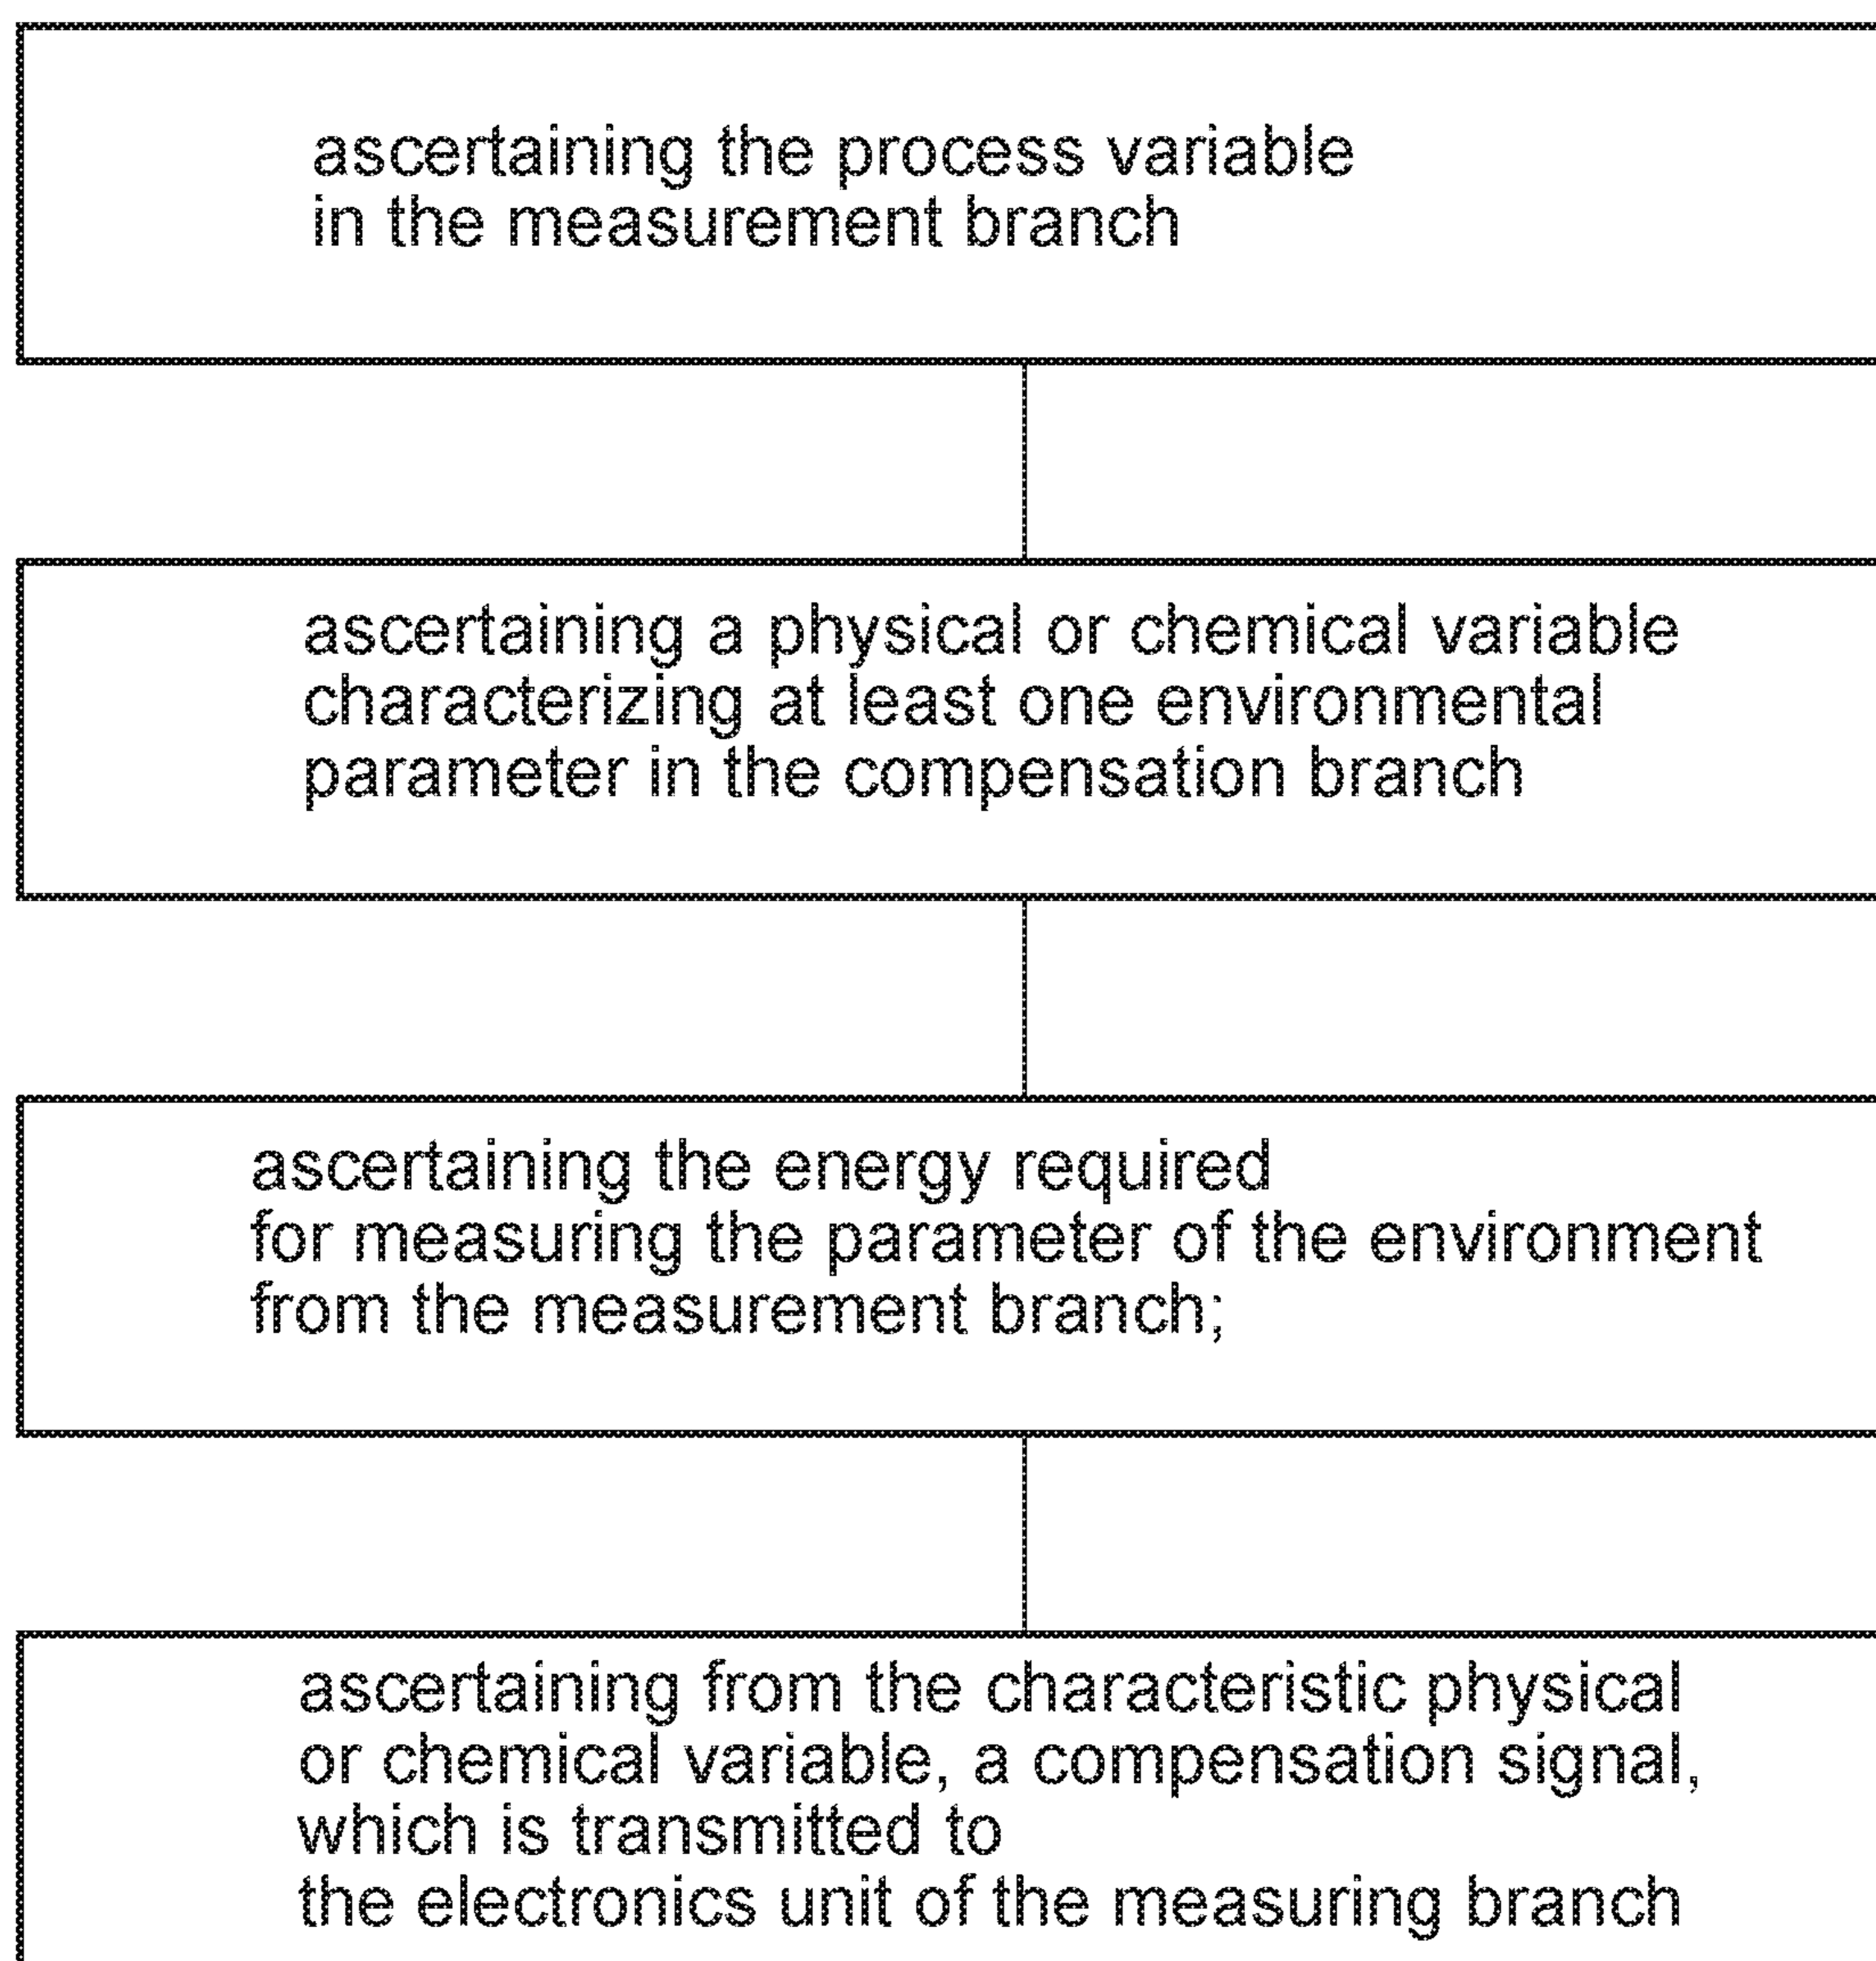 ascertaining the process variable
in the measurement branch
ascertaining a physical or chemical variable
characterizing at least one environmental
parameter in the compensation branch
ascertaining the energy required
for measuring the parameter of the environment
from the measurement branch;
ascertaining from the characteristic physical
or chemical variable, a compensation signal,
which is transmitted to
the electronics unit of the measuring branch